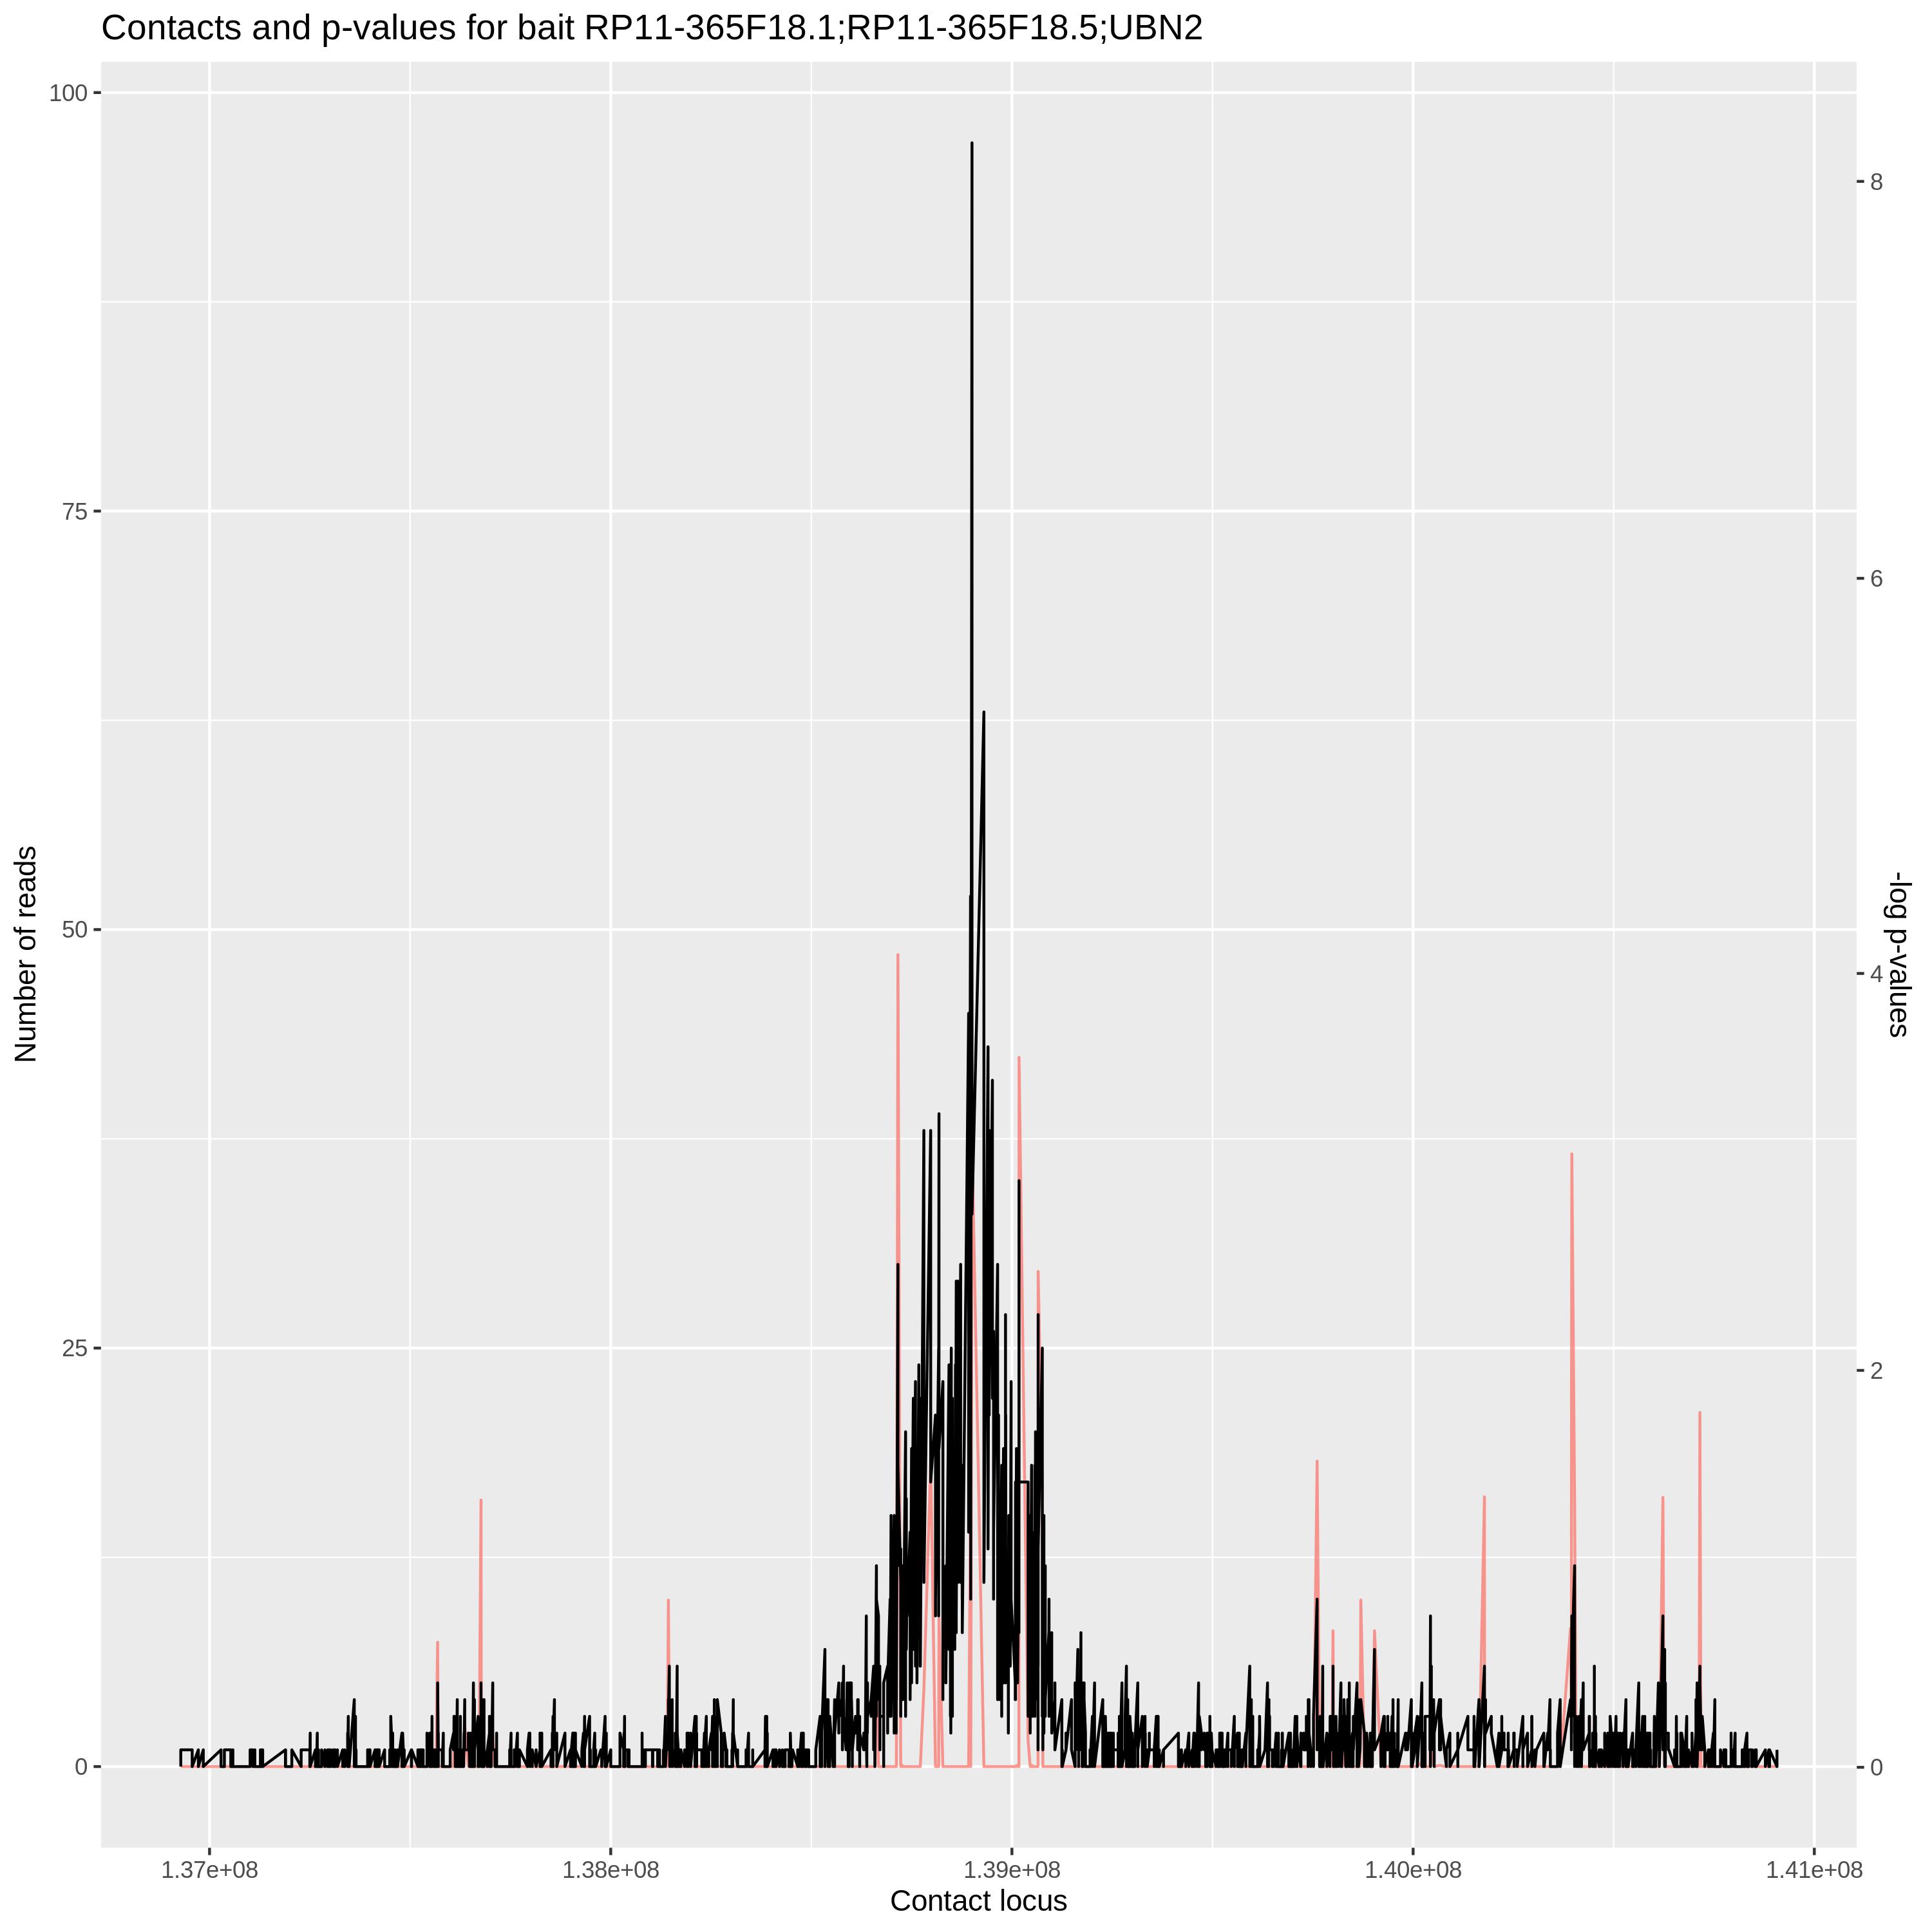 Contacts and p-values for bait RP11-365F18.1;RP11-365F18.5;UBN2
100
75
50
25
0
Number of reads
8
6
4
2
0
-log p-values
1.37e+08 1.38e+08 1.39e+08 1.40e+08 1.41e+08
Contact locus